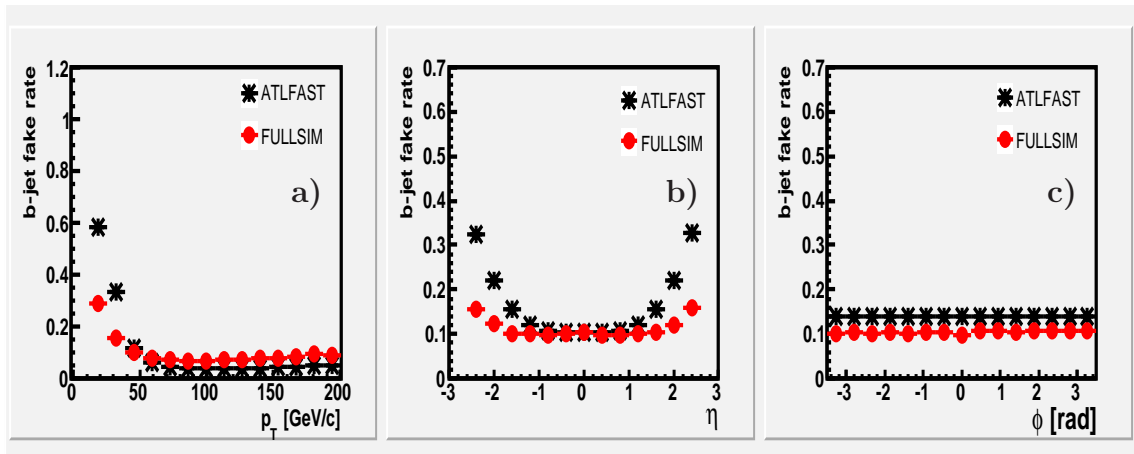 b-jet fake rate
1.2
1
0.8
0.6
0.4
0.2
0
ATLFAST
FULLSIM
a)
0 50 100 150 200
p_T [GeV/c]
b-jet fake rate
0.7
0.6
0.5
0.4
0.3
0.2
0.1
0
ATLFAST
FULLSIM
b)
-3 -2 -1 0 1 2 3
η
b-jet fake rate
0.7
0.6
0.5
0.4
0.3
0.2
0.1
0
ATLFAST
FULLSIM
c)
-3 -2 -1 0 1 2 3
ϕ [rad]